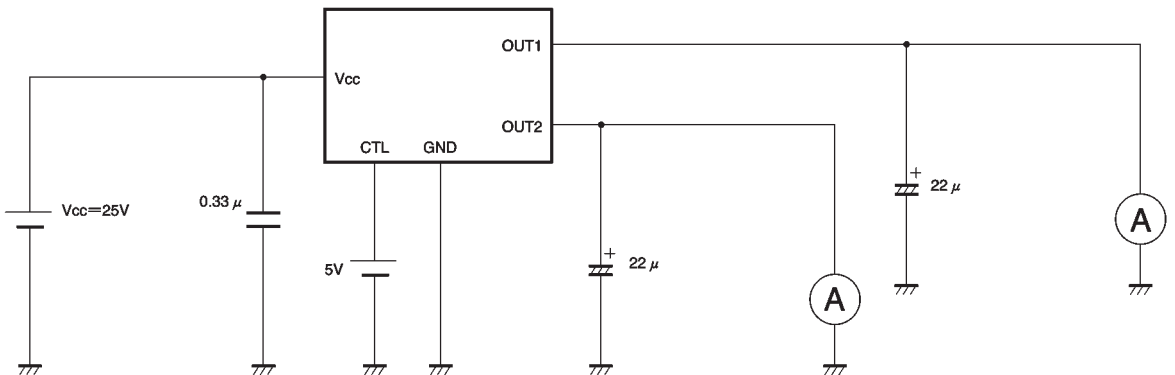 OUT1
Vcc
OUT2
CTL GND
+
22 μ
Vcc=25V
0.33 μ
A
+
5V
22 μ
A